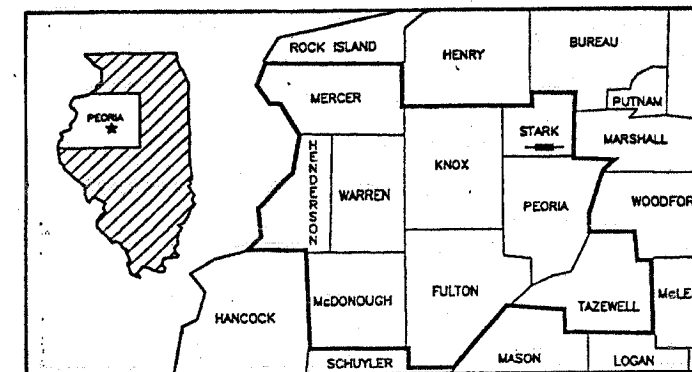 ROCK ISLAND
HENRY
BUREAU
MERCER
PUTNAM
PEORIA
STARK
MARSHALL
HENDERSON
KNOX
WARREN
PEORIA
WOODFOR
McDONOUGH
FULTON
TAZEWELL
McLE
HANCOCK
SCHUYLER
MASON
LOGAN